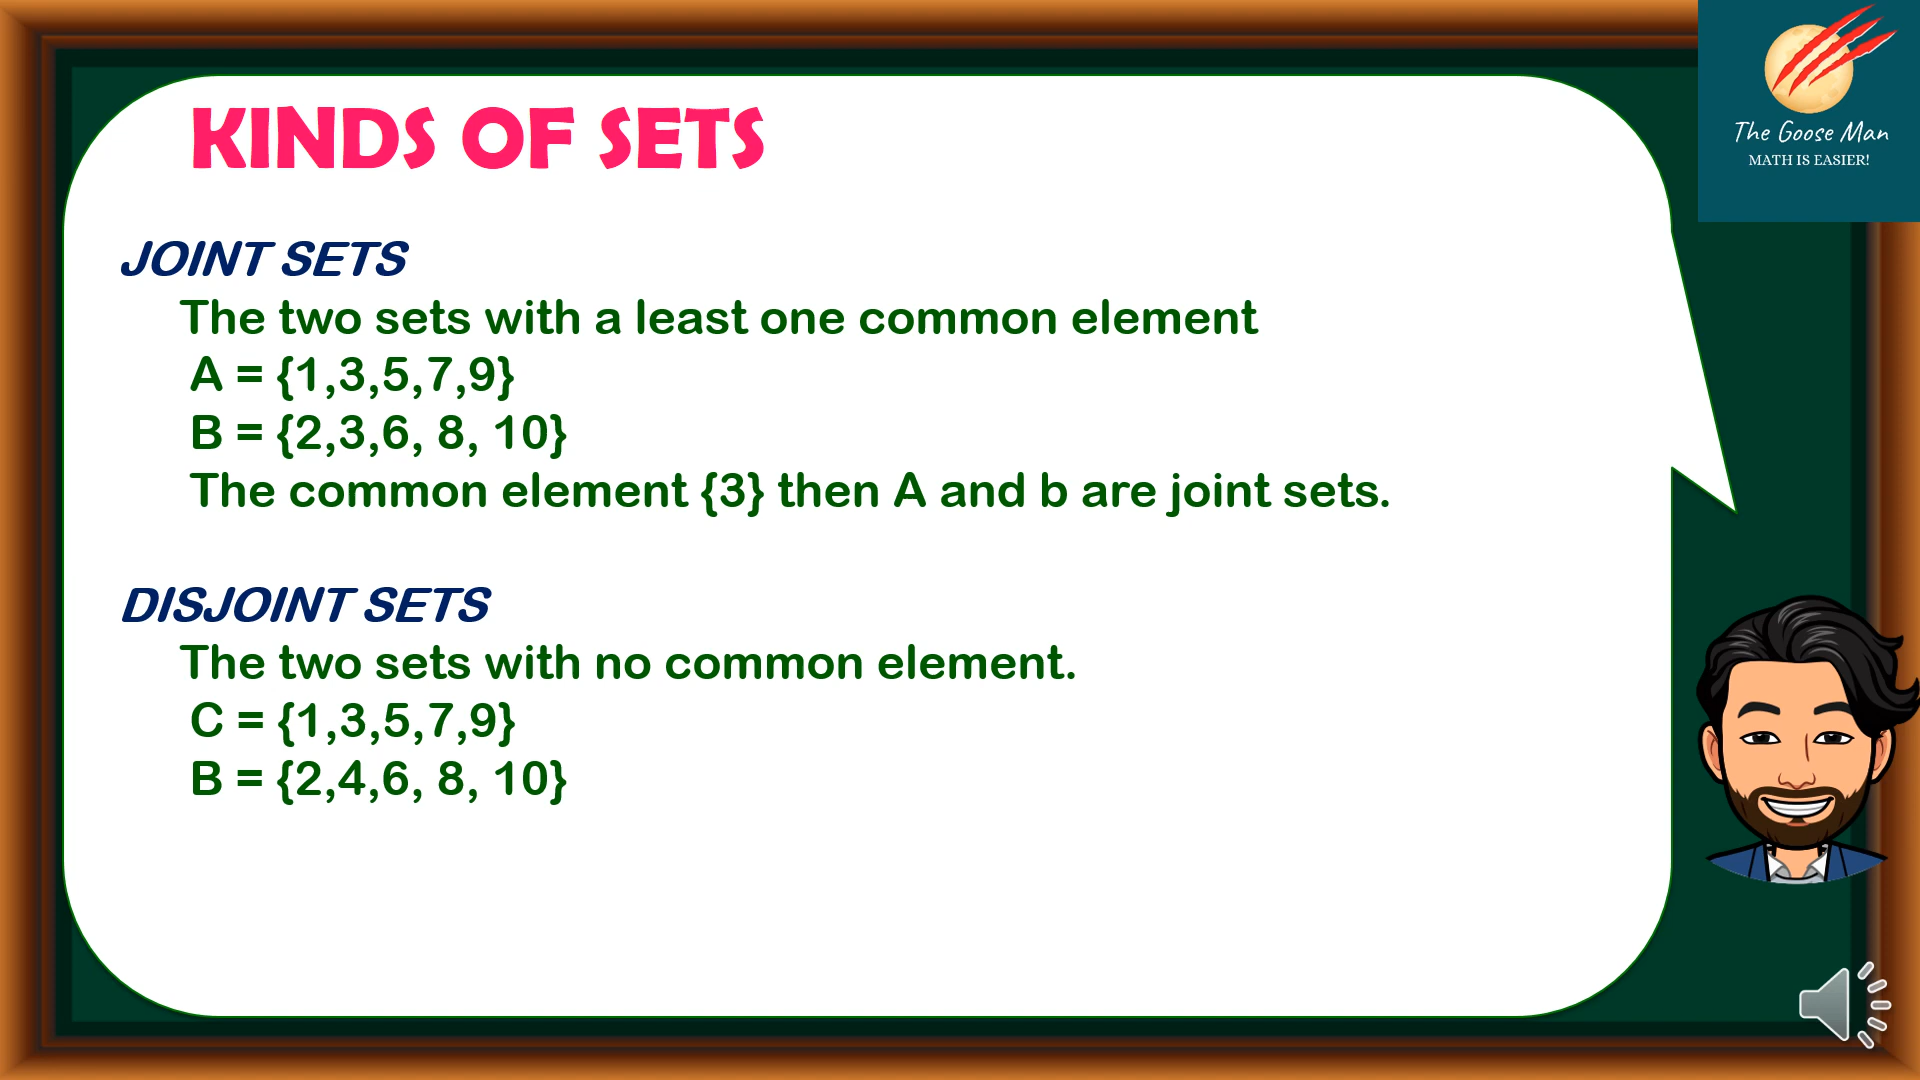 KINDS OF SETS
The Goose Man
MATH IS EASIER!
JOINT SETS
The two sets with a least one common element
A = {1,3,5,7,9}
B = {2,3,6, 8, 10}
The common element {3} then A and b are joint sets.
DISJOINT SETS
The two sets with no common element.
C = {1,3,5,7,9}
B = {2,4,6, 8, 10}